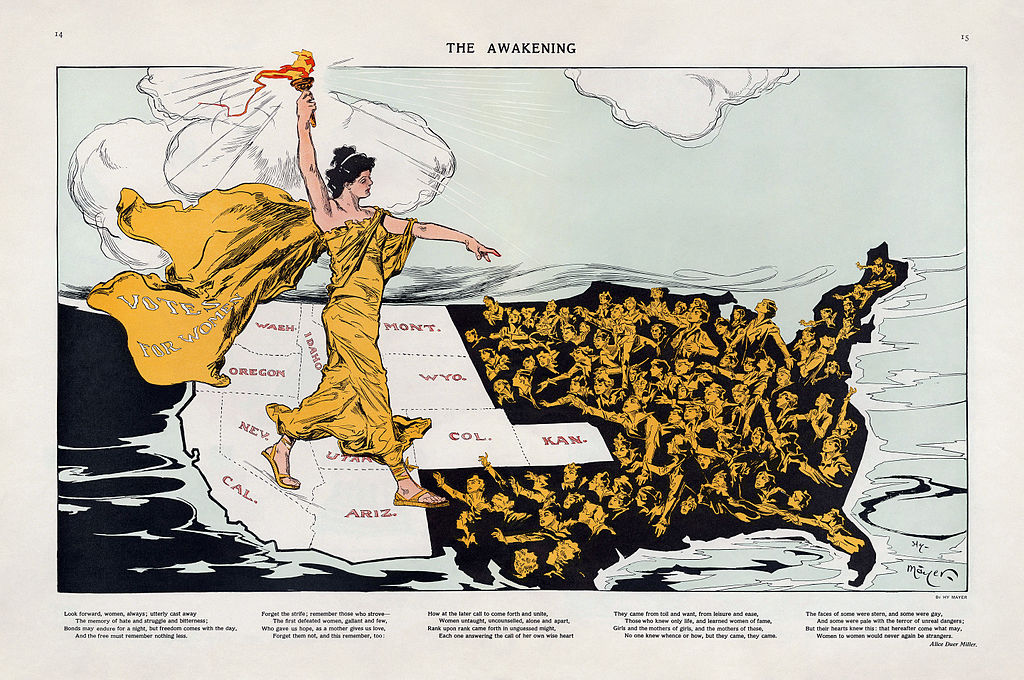 14
15
THE AWAKENING
VOTES
FOR WOMEN
WASH.
IDAHO
MONT.
OREGON
WYO.
NEV.
UTAH
COL.
KAN.
CAL.
ARIZ.
Hy-
Mayer
By HY MAYER
Look forward, women, always; utterly cast away
The memory of hate and struggle and bitterness;
Bonds may endure for a night, but freedom comes with the day,
And the free must remember nothing less.
Forget the strife; remember those who strove—
The first defeated women, gallant and few,
Who gave us hope, as a mother gives us love,
Forget them not, and this remember, too:
How at the later call to come forth and unite,
Women untaught, uncounselled, alone and apart,
Rank upon rank came forth in unguessed might,
Each one answering the call of her own wise heart
They came from toil and want, from leisure and ease,
Those who knew only life, and learned women of fame,
Girls and the mothers of girls, and the mothers of these,
No one knew whence or how, but they came, they came.
The faces of some were stern, and some were gay,
And some were pale with the terror of unreal dangers;
But their hearts knew this: that hereafter come what may,
Women to women would never again be strangers.
Alice Duer Miller.